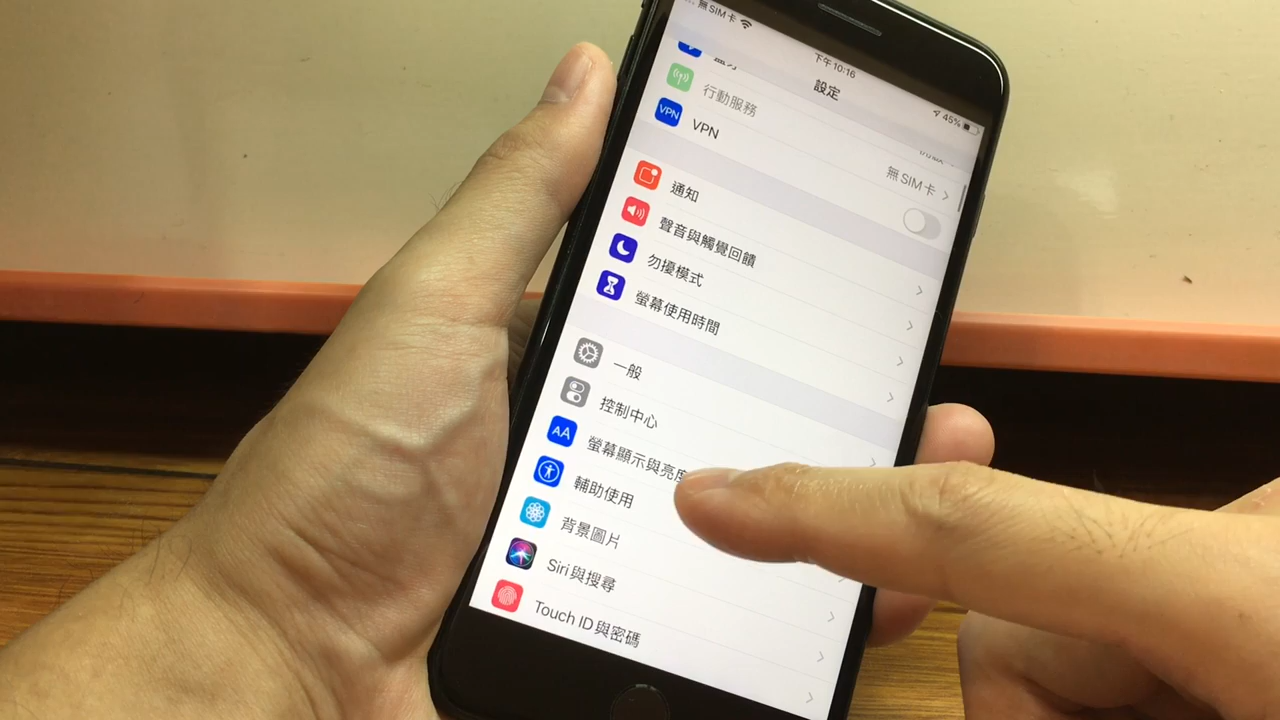 無SIM卡
下午10:16
45%
設定
行動服務
無SIM卡
VPN
VPN
通知
聲音與觸覺回饋
勿擾模式
螢幕使用時間
一般
控制中心
AA
螢幕顯示與亮度
輔助使用
背景圖片
Siri與搜尋
Touch ID與密碼